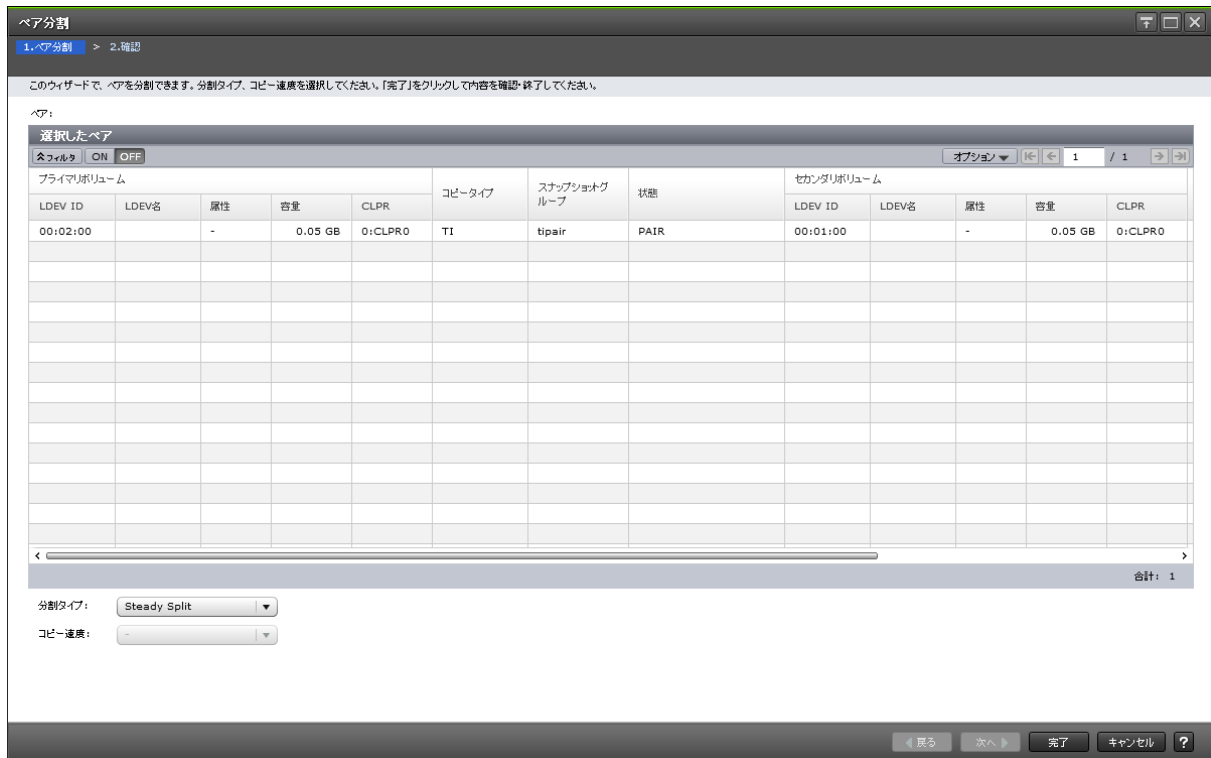 ペア分割
1.ペア分割 > 2.確認
このウィザードで、ペアを分割できます。分割タイプ、コピー速度を選択してください。「完了」をクリックして内容を確認・終了してください。
ペア:
選択したペア
フィルタ ON OFF オプション 1 / 1
プライマリボリューム コピータイプ スナップショットグループ 状態 セカンダリボリューム
LDEV ID LDEV名 属性 容量 CLPR LDEV ID LDEV名 属性 容量 CLPR
00:02:00 - 0.05 GB 0:CLPR0 TI tipair PAIR 00:01:00 - 0.05 GB 0:CLPR0
合計: 1
分割タイプ: Steady Split
コピー速度: -
戻る 次へ 完了 キャンセル ?